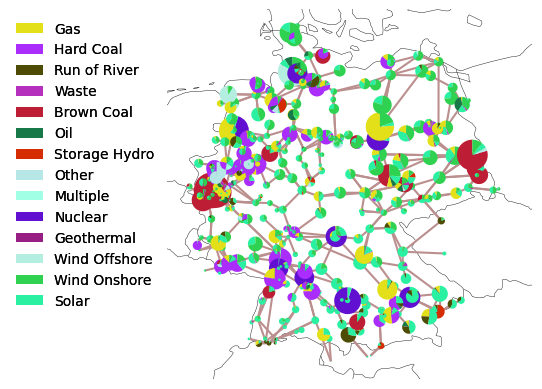 Gas
Hard Coal
Run of River
Waste
Brown Coal
Oil
Storage Hydro
Other
Multiple
Nuclear
Geothermal
Wind Offshore
Wind Onshore
Solar